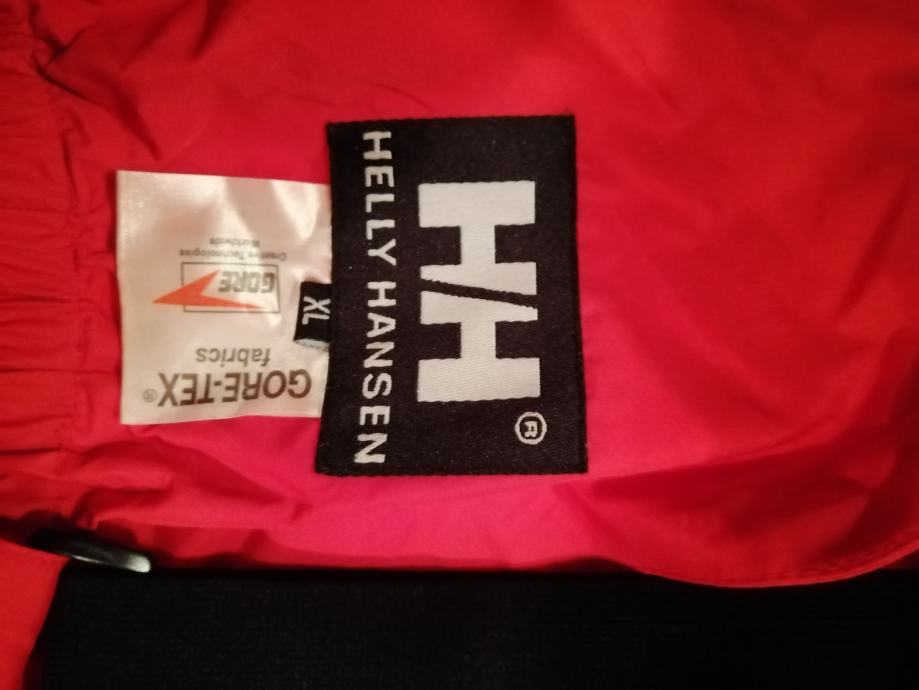 HH®
HELLY HANSEN
XL
GORE-TEX®
fabrics
GORE
Creative Technologies
Worldwide